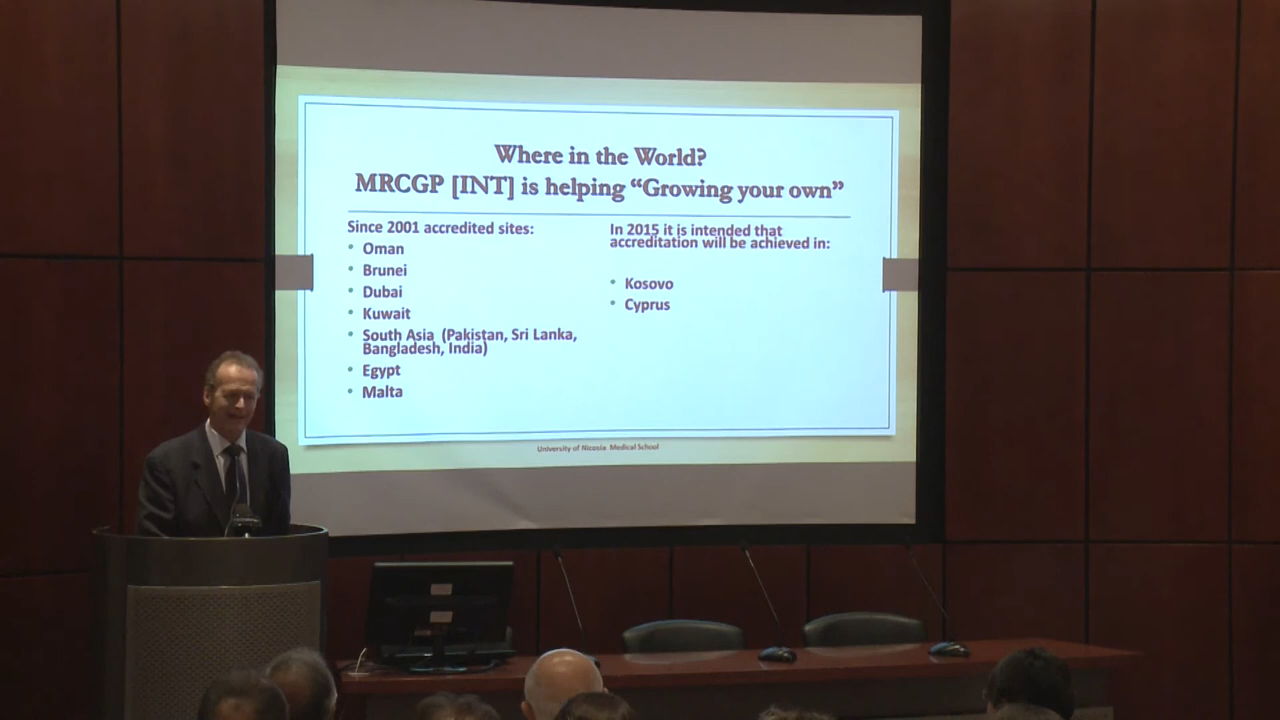 Where in the World?
MRCGP [INT] is helping “Growing your own”
Since 2001 accredited sites:
• Oman
• Brunei
• Dubai
• Kuwait
• South Asia (Pakistan, Sri Lanka,
Bangladesh, India)
• Egypt
• Malta
In 2015 it is intended that
accreditation will be achieved in:
• Kosovo
• Cyprus
University of Nicosia Medical School